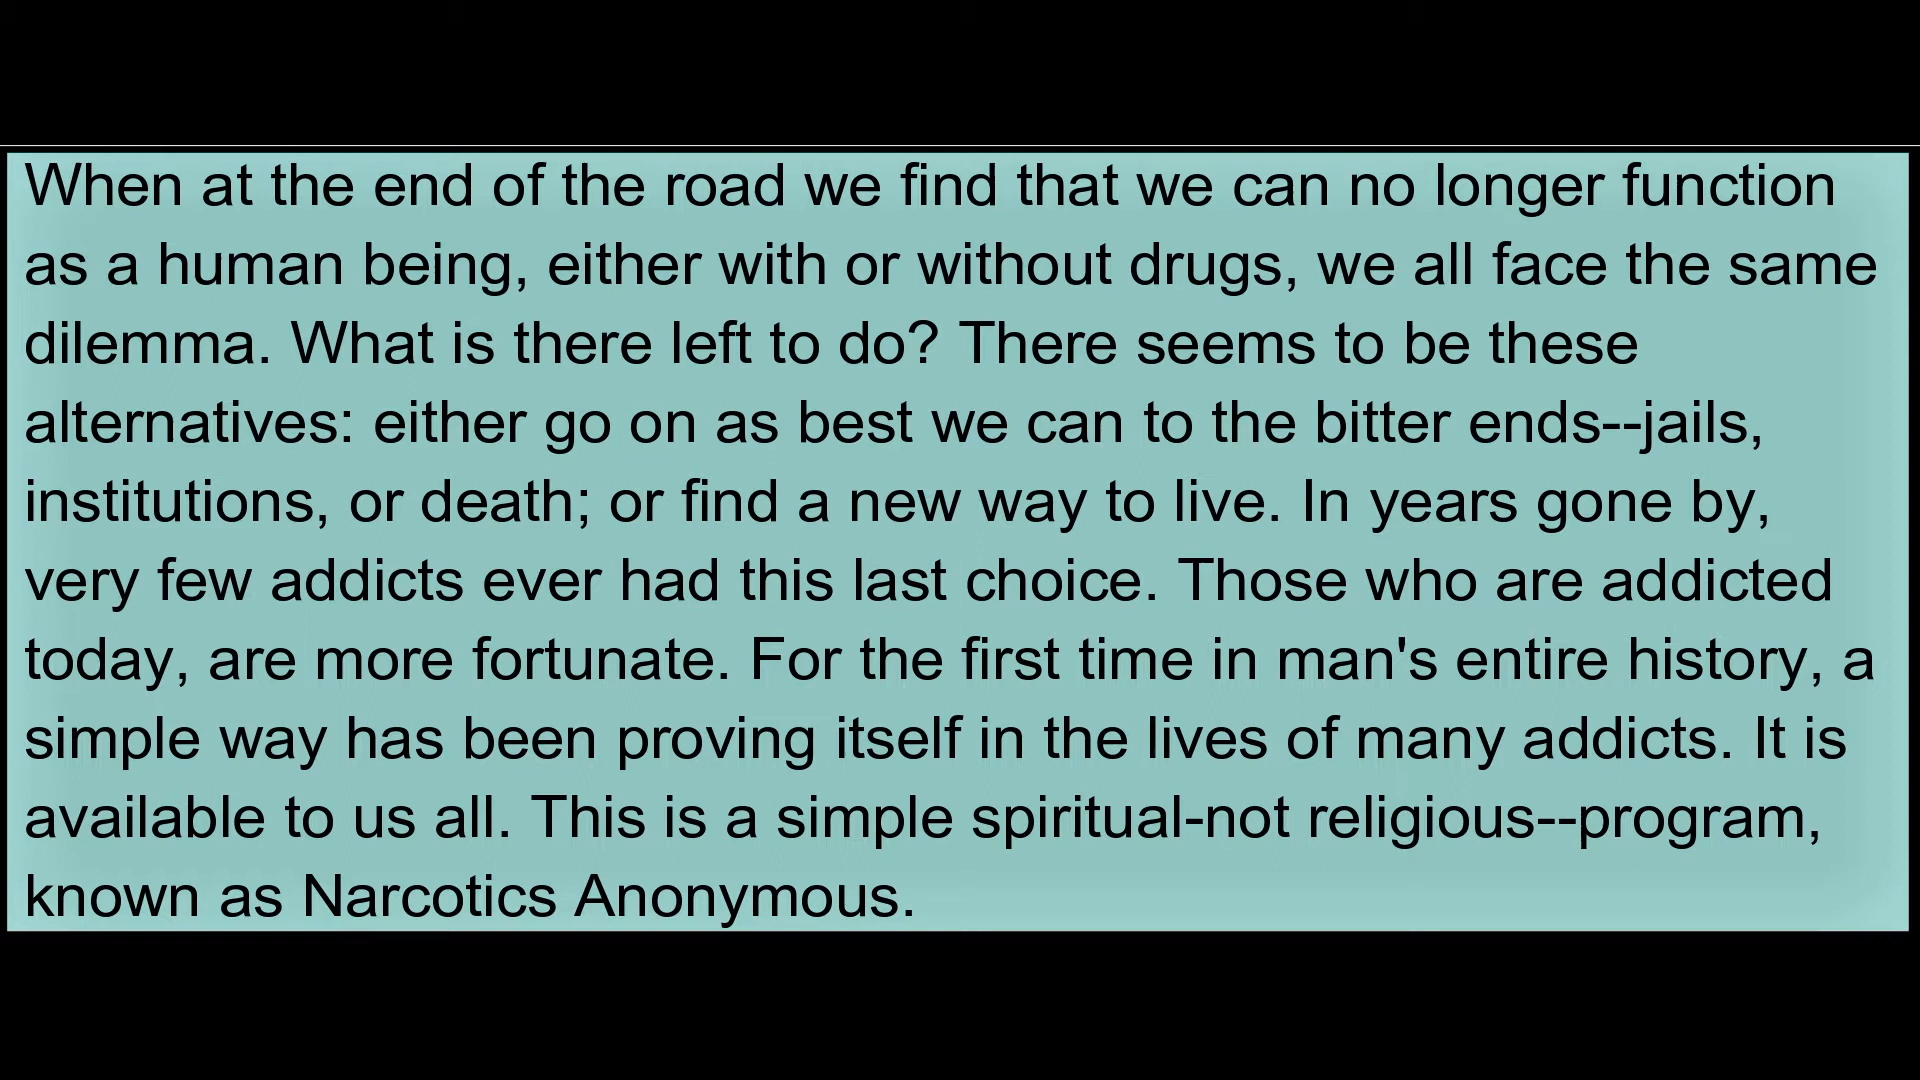 When at the end of the road we find that we can no longer function
as a human being, either with or without drugs, we all face the same
dilemma. What is there left to do? There seems to be these
alternatives: either go on as best we can to the bitter ends--jails,
institutions, or death; or find a new way to live. In years gone by,
very few addicts ever had this last choice. Those who are addicted
today, are more fortunate. For the first time in man's entire history, a
simple way has been proving itself in the lives of many addicts. It is
available to us all. This is a simple spiritual-not religious--program,
known as Narcotics Anonymous.